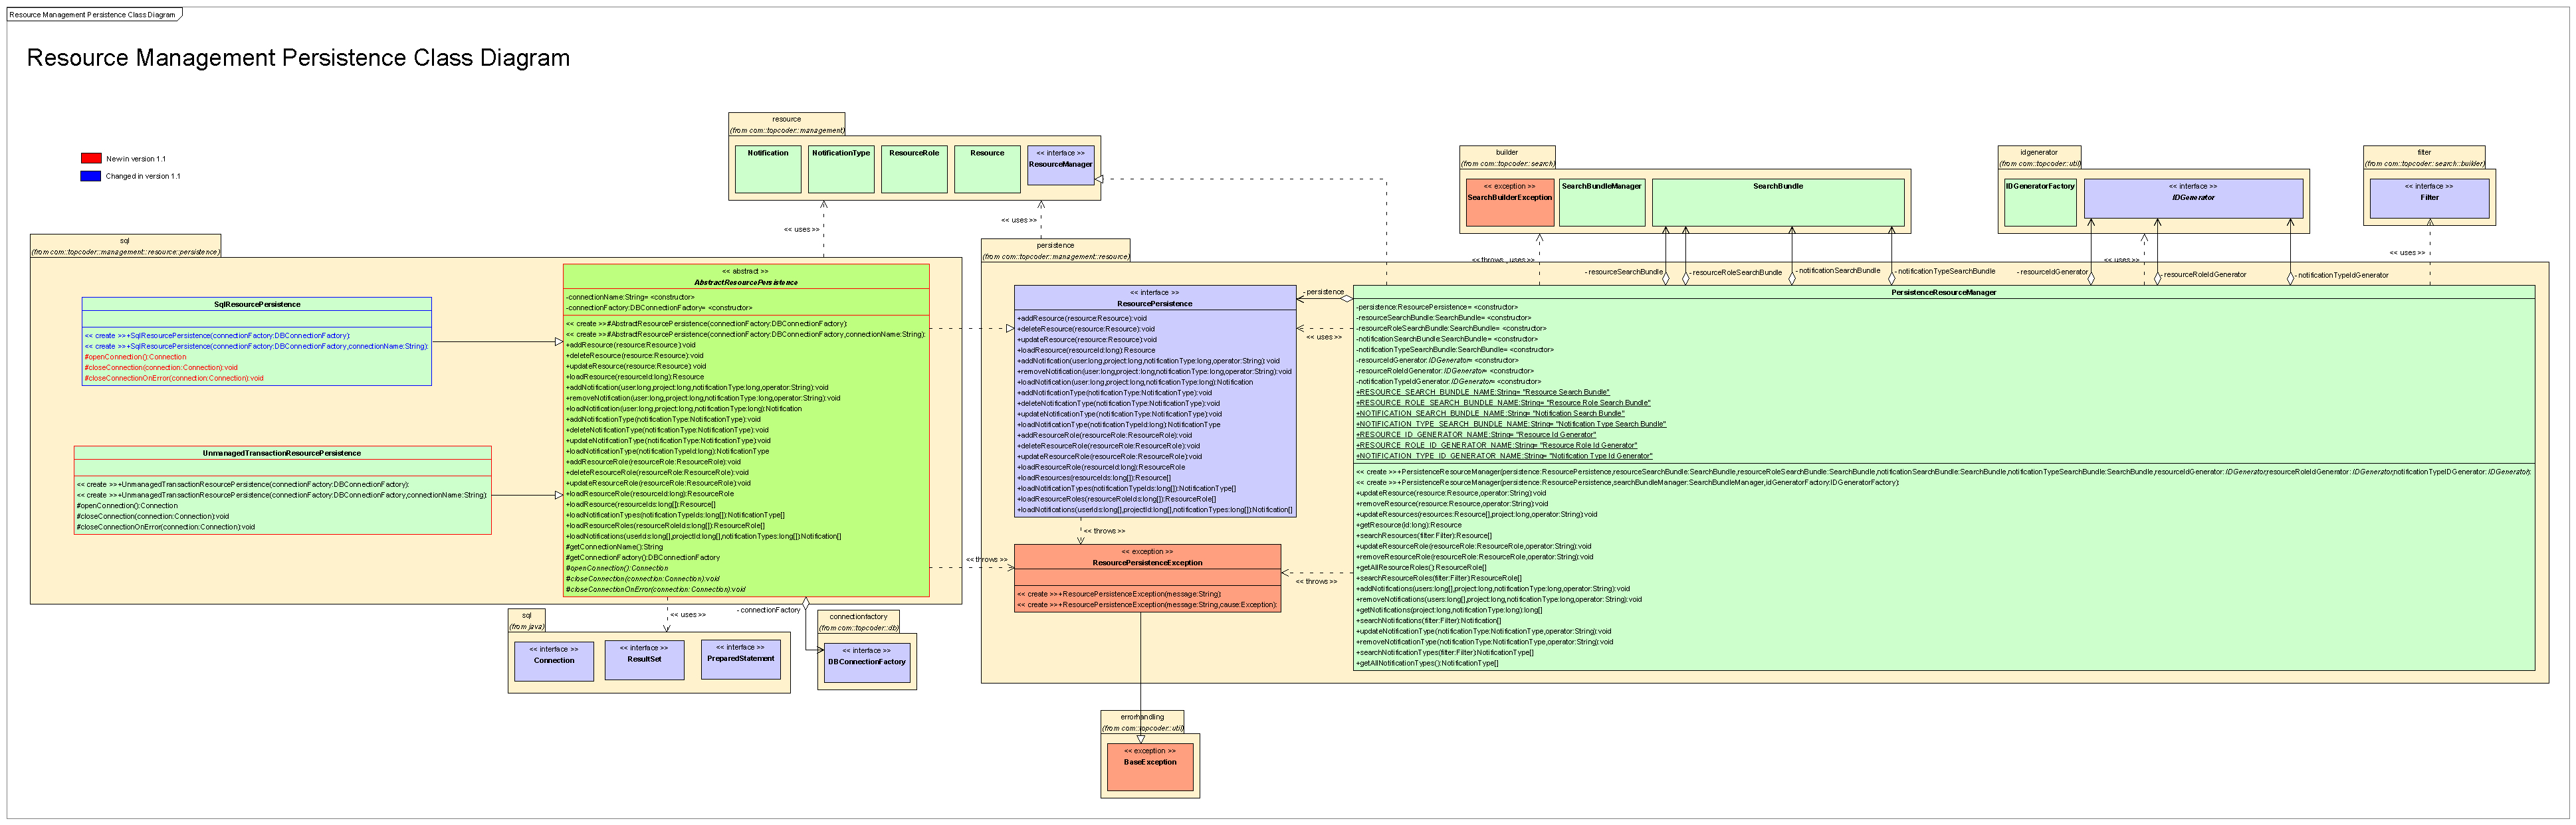 Resource Management Persistence Class Diagram
Resource Management Persistence Class Diagram
New in version 1.1
Changed in version 1.1
resource
(from com::topcoder::management)
Notification
NotificationType
ResourceRole
Resource
<< interface >>
ResourceManager
builder
(from com::topcoder::search)
<< exception >>
SearchBuilderException
SearchBundleManager
SearchBundle
idgenerator
(from com::topcoder::util)
IDGeneratorFactory
<< interface >>
IDGenerator
filter
(from com::topcoder::search::builder)
<< interface >>
Filter
<< uses >>
<< uses >>
<< throws , uses >>
- resourceSearchBundle
- resourceRoleSearchBundle
- notificationSearchBundle
- notificationTypeSearchBundle
- resourceIdGenerator
<< uses >>
- resourceRoleIdGenerator
- notificationTypeIdGenerator
<< uses >>
sql
(from com::topcoder::management::resource::persistence)
SqlResourcePersistence
<< create >>+SqlResourcePersistence(connectionFactory:DBConnectionFactory):
<< create >>+SqlResourcePersistence(connectionFactory:DBConnectionFactory,connectionName:String):
#openConnection():Connection
#closeConnection(connection:Connection):void
#closeConnectionOnError(connection:Connection):void
UnmanagedTransactionResourcePersistence
<< create >>+UnmanagedTransactionResourcePersistence(connectionFactory:DBConnectionFactory):
<< create >>+UnmanagedTransactionResourcePersistence(connectionFactory:DBConnectionFactory,connectionName:String):
#openConnection():Connection
#closeConnection(connection:Connection):void
#closeConnectionOnError(connection:Connection):void
<< abstract >>
AbstractResourcePersistence
-connectionName:String= <constructor>
-connectionFactory:DBConnectionFactory= <constructor>
<< create >>#AbstractResourcePersistence(connectionFactory:DBConnectionFactory):
<< create >>#AbstractResourcePersistence(connectionFactory:DBConnectionFactory,connectionName:String):
+addResource(resource:Resource):void
+deleteResource(resource:Resource):void
+updateResource(resource:Resource):void
+loadResource(resourceId:long):Resource
+addNotification(user:long,project:long,notificationType:long,operator:String):void
+removeNotification(user:long,project:long,notificationType:long,operator:String):void
+loadNotification(user:long,project:long,notificationType:long):Notification
+addNotificationType(notificationType:NotificationType):void
+deleteNotificationType(notificationType:NotificationType):void
+updateNotificationType(notificationType:NotificationType):void
+loadNotificationType(notificationTypeId:long):NotificationType
+addResourceRole(resourceRole:ResourceRole):void
+deleteResourceRole(resourceRole:ResourceRole):void
+updateResourceRole(resourceRole:ResourceRole):void
+loadResourceRole(resourceId:long):ResourceRole
+loadResource(resourceIds:long[]):Resource[]
+loadNotificationTypes(notificationTypeIds:long[]):NotificationType[]
+loadResourceRoles(resourceRoleIds:long[]):ResourceRole[]
+loadNotifications(userIds:long[],projectId:long[],notificationTypes:long[]):Notification[]
#getConnectionName():String
#getConnectionFactory():DBConnectionFactory
#openConnection():Connection
#closeConnection(connection:Connection):void
#closeConnectionOnError(connection:Connection):void
<< throws >>
<< uses >>
- connectionFactory
sql
(from java)
<< interface >>
Connection
<< interface >>
ResultSet
<< interface >>
PreparedStatement
connectionfactory
(from com::topcoder::db)
<< interface >>
DBConnectionFactory
persistence
(from com::topcoder::management::resource)
<< interface >>
ResourcePersistence
+addResource(resource:Resource):void
+deleteResource(resource:Resource):void
+updateResource(resource:Resource):void
+loadResource(resourceId:long):Resource
+addNotification(user:long,project:long,notificationType:long,operator:String):void
+removeNotification(user:long,project:long,notificationType:long,operator:String):void
+loadNotification(user:long,project:long,notificationType:long):Notification
+addNotificationType(notificationType:NotificationType):void
+deleteNotificationType(notificationType:NotificationType):void
+updateNotificationType(notificationType:NotificationType):void
+loadNotificationType(notificationTypeId:long):NotificationType
+addResourceRole(resourceRole:ResourceRole):void
+deleteResourceRole(resourceRole:ResourceRole):void
+updateResourceRole(resourceRole:ResourceRole):void
+loadResourceRole(resourceId:long):ResourceRole
+loadResources(resourceIds:long[]):Resource[]
+loadNotificationTypes(notificationTypeIds:long[]):NotificationType[]
+loadResourceRoles(resourceRoleIds:long[]):ResourceRole[]
+loadNotifications(userIds:long[],projectId:long[],notificationTypes:long[]):Notification[]
- persistence
<< uses >>
<< throws >>
<< exception >>
ResourcePersistenceException
<< create >>+ResourcePersistenceException(message:String):
<< create >>+ResourcePersistenceException(message:String,cause:Exception):
<< throws >>
PersistenceResourceManager
-persistence:ResourcePersistence= <constructor>
-resourceSearchBundle:SearchBundle= <constructor>
-resourceRoleSearchBundle:SearchBundle= <constructor>
-notificationSearchBundle:SearchBundle= <constructor>
-notificationTypeSearchBundle:SearchBundle= <constructor>
-resourceIdGenerator:IDGenerator= <constructor>
-resourceRoleIdGenerator:IDGenerator= <constructor>
-notificationTypeIdGenerator:IDGenerator= <constructor>
+RESOURCE_SEARCH_BUNDLE_NAME:String= "Resource Search Bundle"
+RESOURCE_ROLE_SEARCH_BUNDLE_NAME:String= "Resource Role Search Bundle"
+NOTIFICATION_SEARCH_BUNDLE_NAME:String= "Notification Search Bundle"
+NOTIFICATION_TYPE_SEARCH_BUNDLE_NAME:String= "Notification Type Search Bundle"
+RESOURCE_ID_GENERATOR_NAME:String= "Resource Id Generator"
+RESOURCE_ROLE_ID_GENERATOR_NAME:String= "Resource Role Id Generator"
+NOTIFICATION_TYPE_ID_GENERATOR_NAME:String= "Notification Type Id Generator"
<< create >>+PersistenceResourceManager(persistence:ResourcePersistence,resourceSearchBundle:SearchBundle,resourceRoleSearchBundle:SearchBundle,notificationSearchBundle:SearchBundle,notificationTypeSearchBundle:SearchBundle,resourceIdGenerator:IDGenerator,resourceRoleIdGenerator:IDGenerator,notificationTypeIDGenerator:IDGenerator):
<< create >>+PersistenceResourceManager(persistence:ResourcePersistence,searchBundleManager:SearchBundleManager,idGeneratorFactory:IDGeneratorFactory):
+updateResource(resource:Resource,operator:String):void
+removeResource(resource:Resource,operator:String):void
+updateResources(resources:Resource[],project:long,operator:String):void
+getResource(id:long):Resource
+searchResources(filter:Filter):Resource[]
+updateResourceRole(resourceRole:ResourceRole,operator:String):void
+removeResourceRole(resourceRole:ResourceRole,operator:String):void
+getAllResourceRoles():ResourceRole[]
+searchResourceRoles(filter:Filter):ResourceRole[]
+addNotifications(users:long[],project:long,notificationType:long,operator:String):void
+removeNotifications(users:long[],project:long,notificationType:long,operator:String):void
+getNotifications(project:long,notificationType:long):long[]
+searchNotifications(filter:Filter):Notification[]
+updateNotificationType(notificationType:NotificationType,operator:String):void
+removeNotificationType(notificationType:NotificationType,operator:String):void
+searchNotificationTypes(filter:Filter):NotificationType[]
+getAllNotificationTypes():NotificationType[]
errorhandling
(from com::topcoder::util)
<< exception >>
BaseException